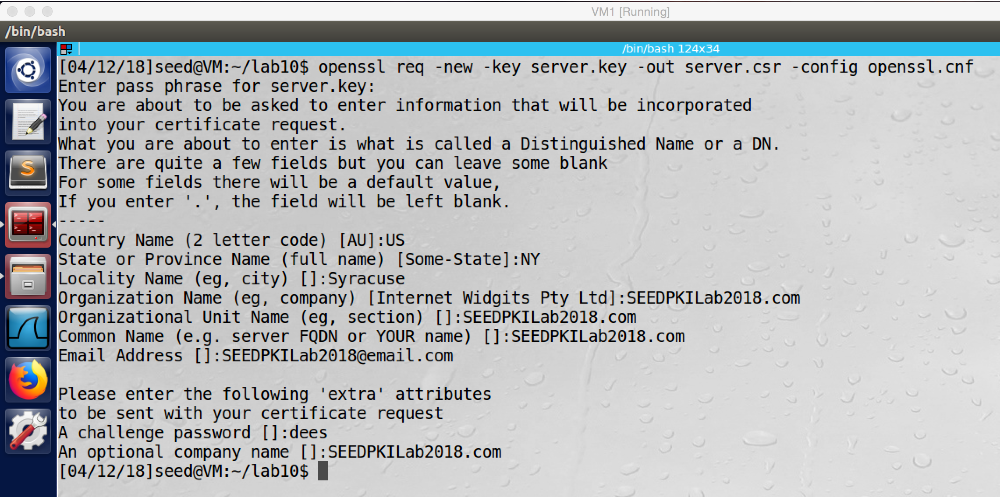 VM1 [Running]
/bin/bash
/bin/bash 124x34
[04/12/18]seed@VM:~/lab10$ openssl req -new -key server.key -out server.csr -config openssl.cnf
Enter pass phrase for server.key:
You are about to be asked to enter information that will be incorporated
into your certificate request.
What you are about to enter is what is called a Distinguished Name or a DN.
There are quite a few fields but you can leave some blank
For some fields there will be a default value,
If you enter '.', the field will be left blank.
-----
Country Name (2 letter code) [AU]:US
State or Province Name (full name) [Some-State]:NY
Locality Name (eg, city) []:Syracuse
Organization Name (eg, company) [Internet Widgits Pty Ltd]:SEEDPKILab2018.com
Organizational Unit Name (eg, section) []:SEEDPKILab2018.com
Common Name (e.g. server FQDN or YOUR name) []:SEEDPKILab2018.com
Email Address []:SEEDPKILab2018@email.com
Please enter the following 'extra' attributes
to be sent with your certificate request
A challenge password []:dees
An optional company name []:SEEDPKILab2018.com
[04/12/18]seed@VM:~/lab10$